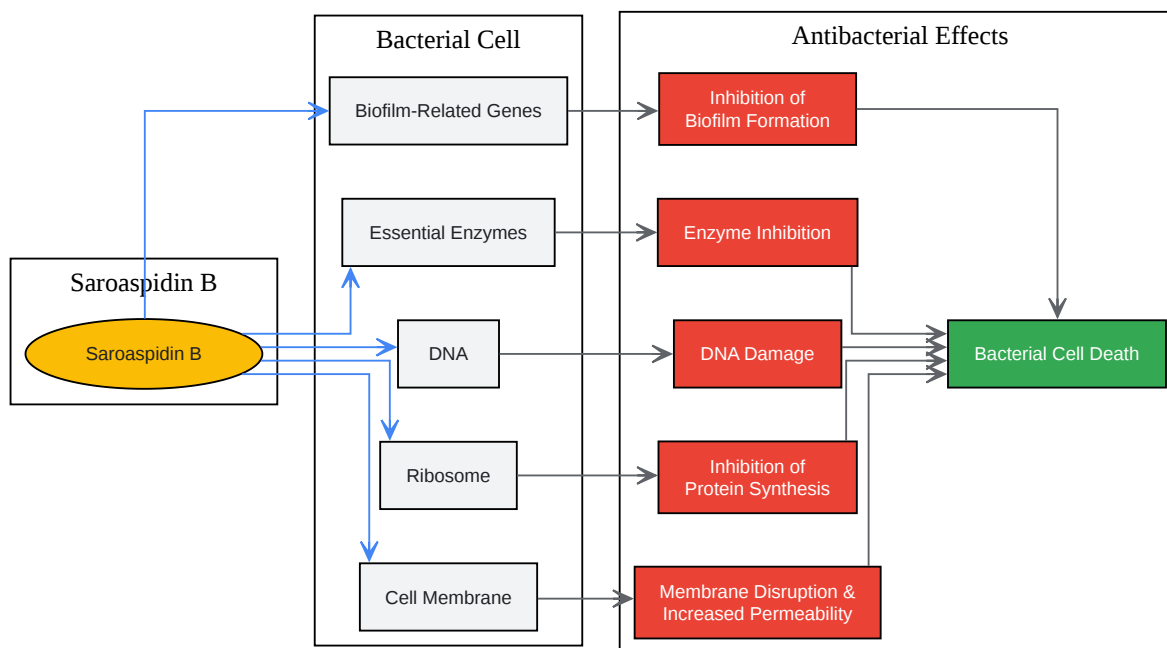 Bacterial Cell
Antibacterial Effects
Biofilm-Related Genes
Inhibition of
Biofilm Formation
Essential Enzymes
Enzyme Inhibition
Saroaspidin B
Saroaspidin B
DNA
DNA Damage
Bacterial Cell Death
Ribosome
Inhibition of
Protein Synthesis
Cell Membrane
Membrane Disruption &
Increased Permeability